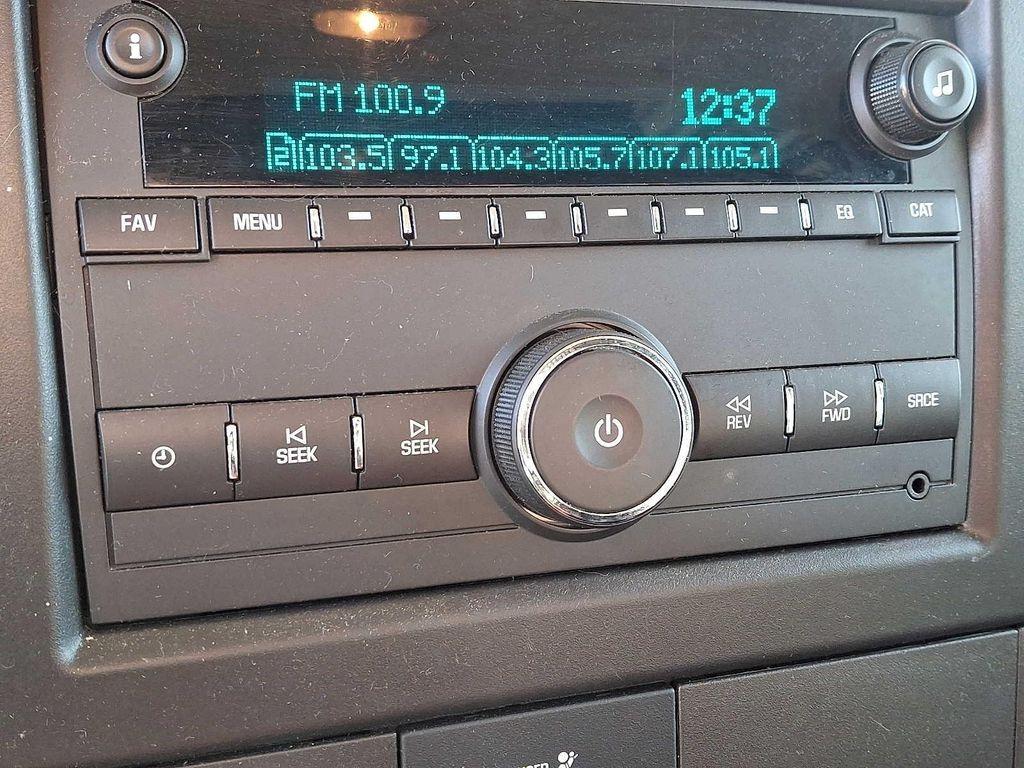 i
FM 100.9 12:37
2 103.5 97.1 104.3 105.7 107.1 105.1
FAV MENU EQ CAT
SEEK SEEK REV FWD SRCE